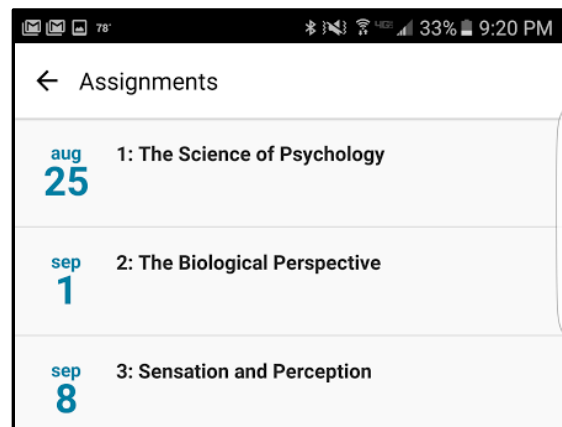 78° 4G 33% 9:20 PM
Assignments
aug
25
1: The Science of Psychology
sep
1
2: The Biological Perspective
sep
8
3: Sensation and Perception